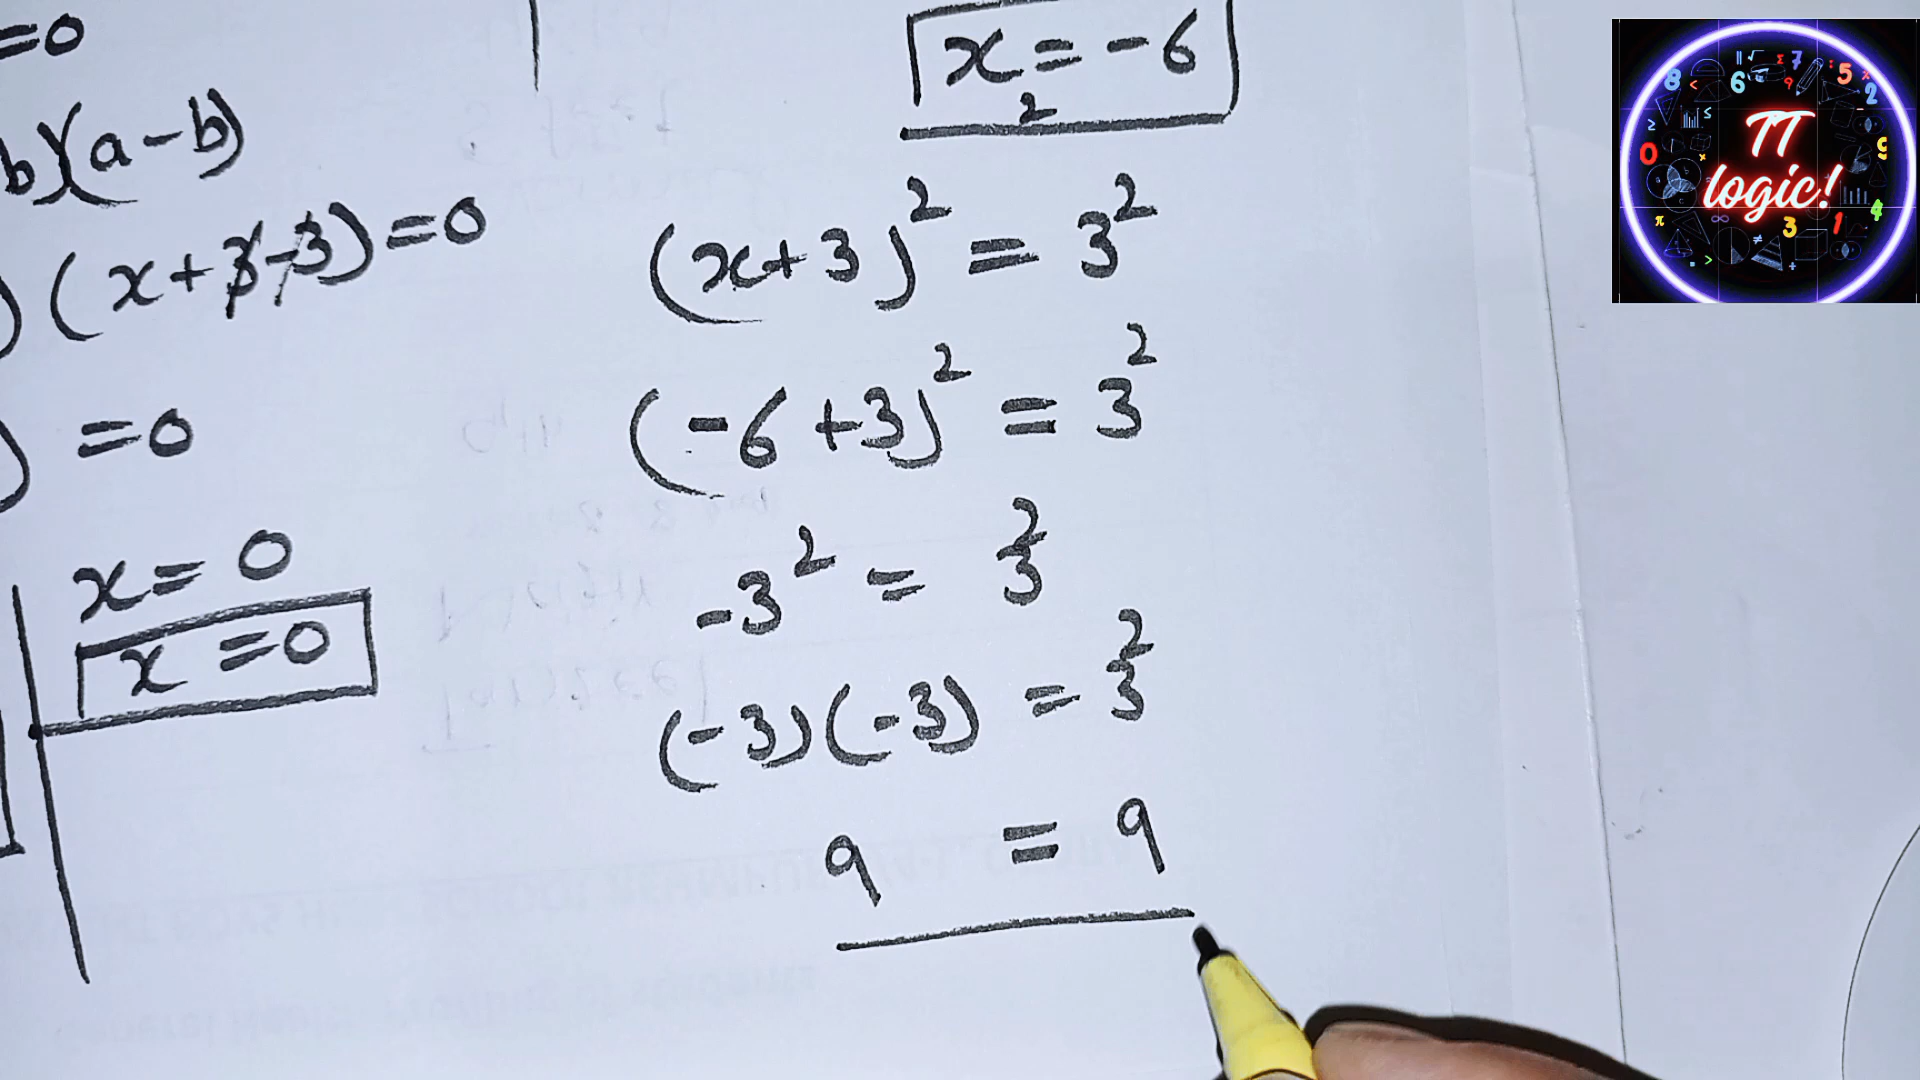 =0
b)(a-b)
) (x+3-3)=0
) =0
x= 0
x =0
x = -6
2
(x+3)² = 3²
(-6+3)² = 3²
-3² = 3²
(-3)(-3) = 3²
9 = 9
TT
logic!